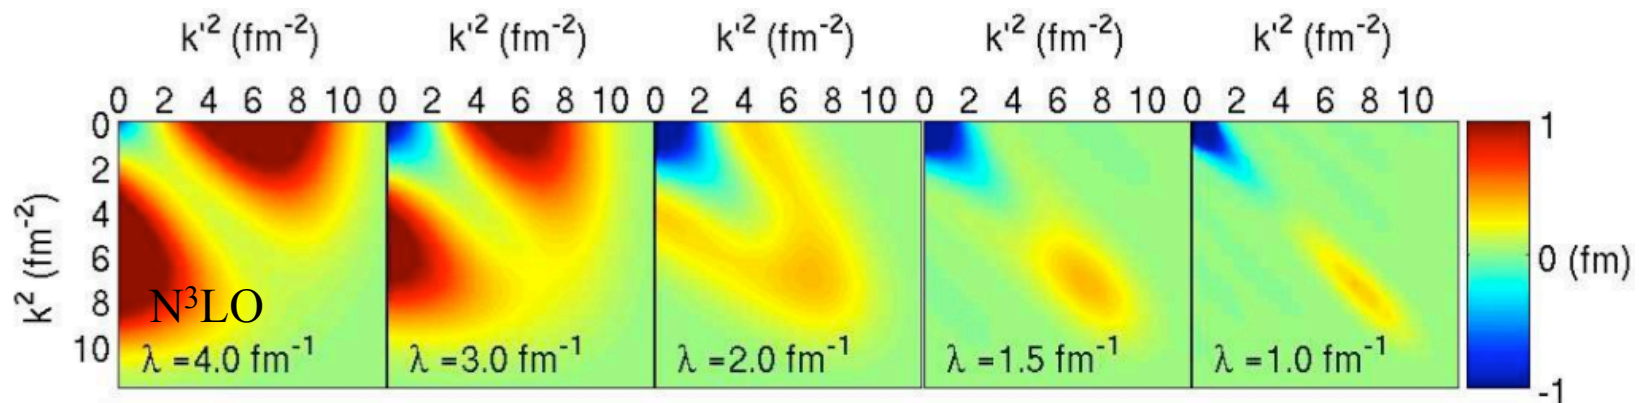 k'² (fm⁻²) k'² (fm⁻²) k'² (fm⁻²) k'² (fm⁻²) k'² (fm⁻²)
0 2 4 6 8 10 0 2 4 6 8 10 0 2 4 6 8 10 0 2 4 6 8 10 0 2 4 6 8 10
k² (fm⁻²)
0
2
4
6
8
10
N³LO
λ =4.0 fm⁻¹ λ =3.0 fm⁻¹ λ =2.0 fm⁻¹ λ =1.5 fm⁻¹ λ =1.0 fm⁻¹
1
0 (fm)
-1